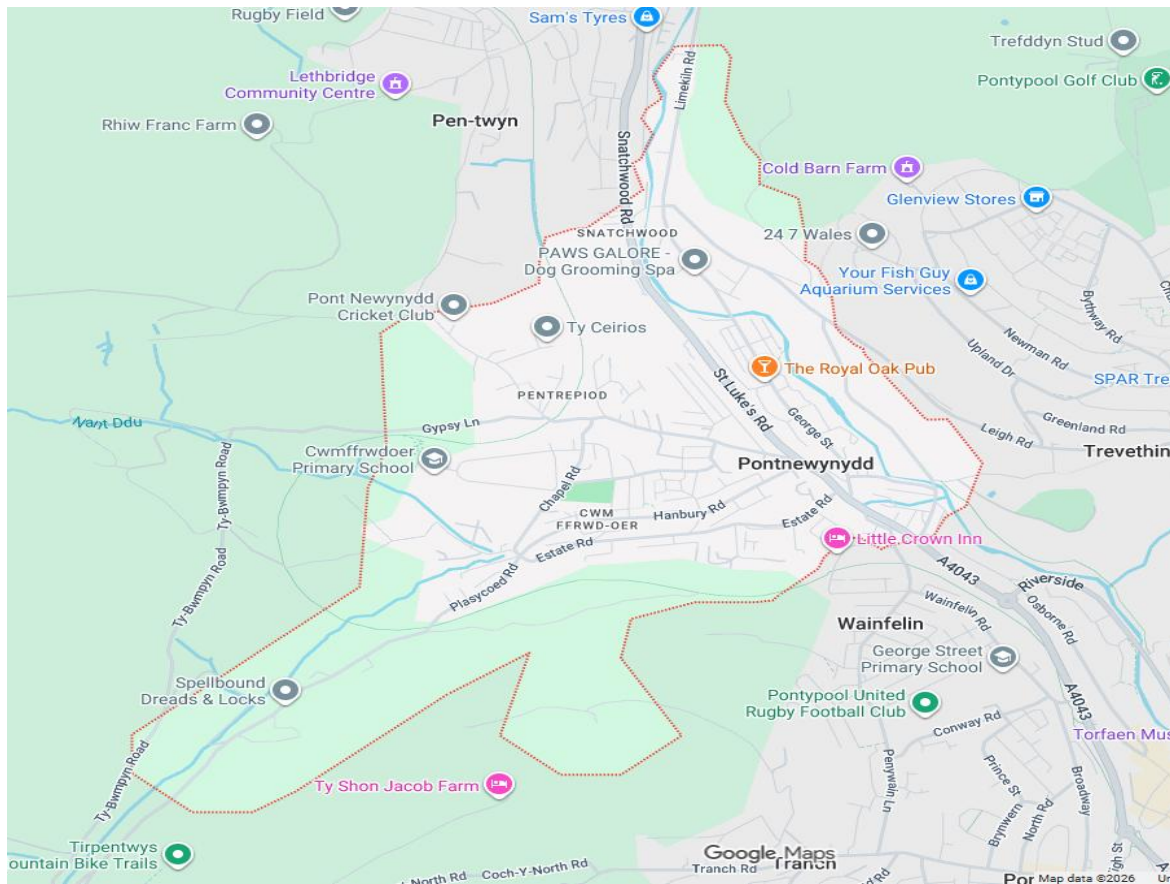 Rugby Field
Sam's Tyres
Trefddyn Stud
Lethbridge
Community Centre
Pontypool Golf Club
Limekiln Rd
Rhiw Franc Farm
Pen-twyn
Snatchwood Rd
Cold Barn Farm
Glenview Stores
SNATCHWOOD
24 7 Wales
PAWS GALORE -
Dog Grooming Spa
Your Fish Guy
Aquarium Services
Bythway Rd
Pont Newynydd
Cricket Club
Ty Ceirios
Newman Rd
Upland Dr
The Royal Oak Pub
SPAR Tre
St Luke's Rd
PENTREPIOD
Nant Ddu
Gypsy Ln
George St
Leigh Rd
Greenland Rd
Cwmffrwdoer
Primary School
Trevethin
Pontnewynydd
Ty-Bwmpyn Road
Ty-Bwmpyn Road
Chapel Rd
CWM
FFRWD-OER
Hanbury Rd
Estate Rd
Estate Rd
Little Crown Inn
Plasycoed Rd
A4043
Riverside
Osborne Rd
Wainfelin Rd
Wainfelin
George Street
Primary School
Spellbound
Dreads & Locks
Pontypool United
Rugby Football Club
A4043
Conway Rd
Torfaen Mus
Ty-Bwmpyn Road
Ty Shon Jacob Farm
Penywain Ln
Prince St
Broadway
Brynwern
North Rd
Tirpentwys
ountain Bike Trails
Google Maps
Tranch
Tranch Rd
Coch-Y-North Rd
-North Rd
Por
Map data ©2026